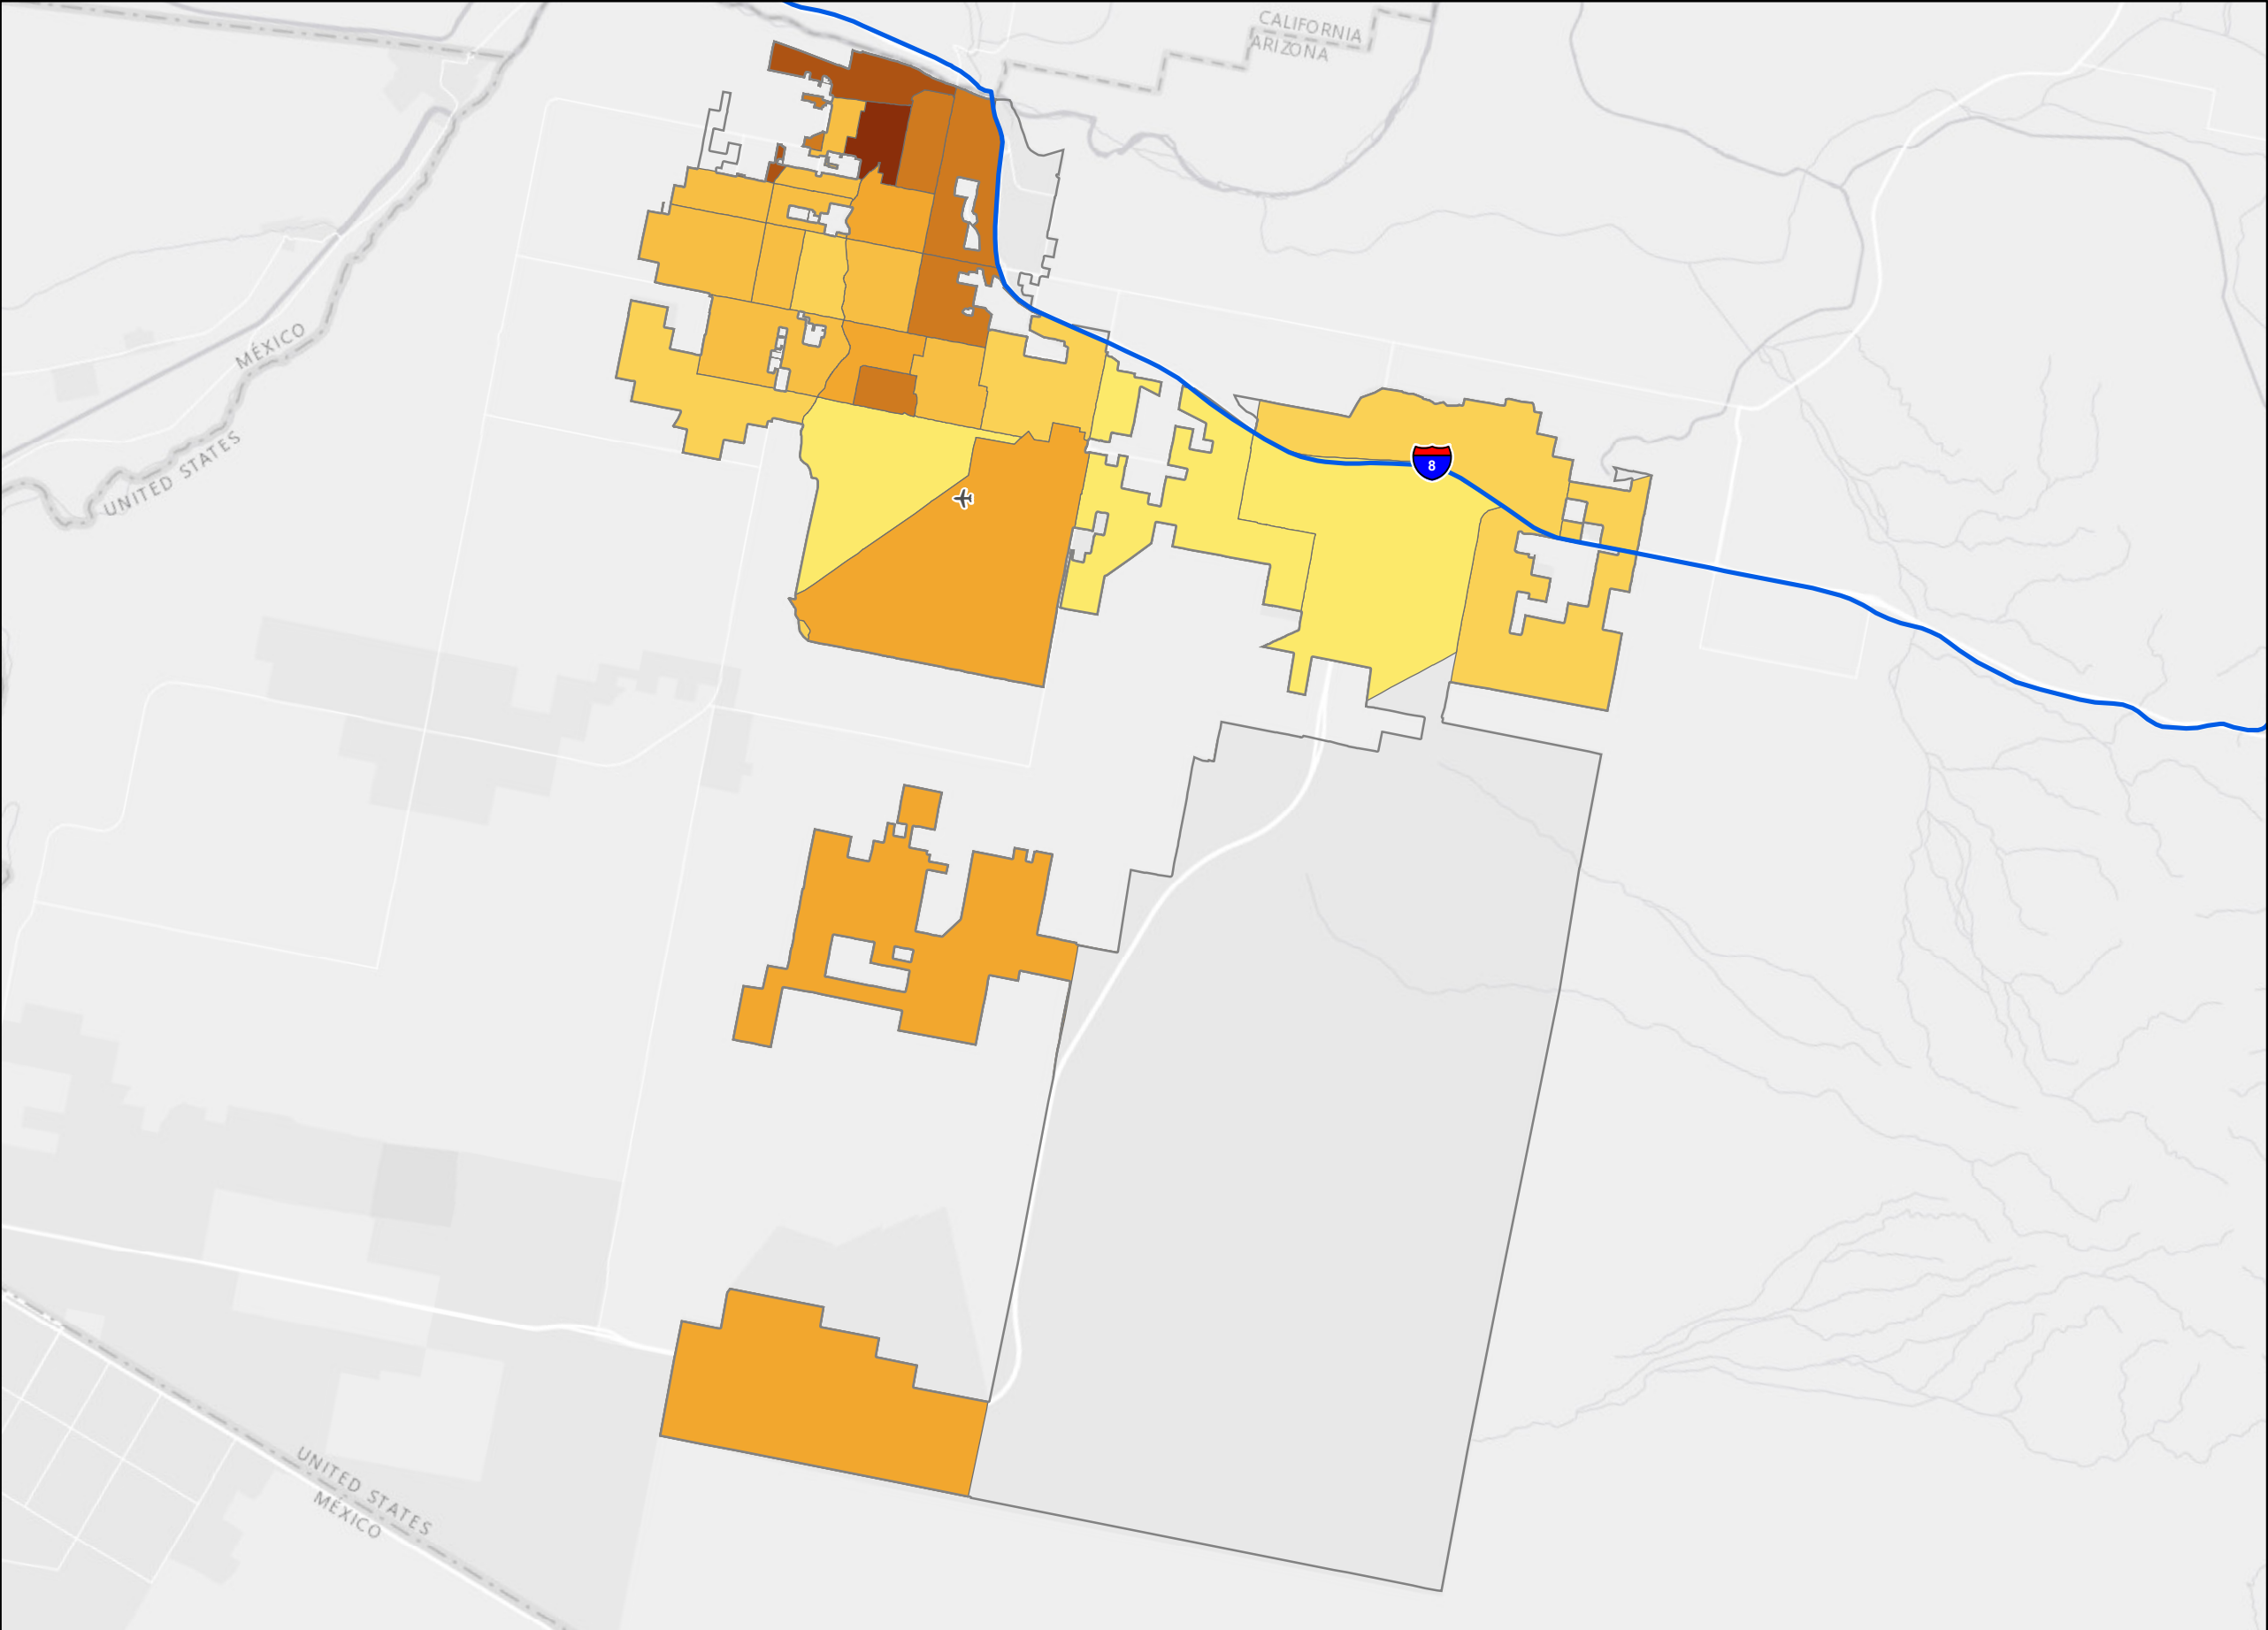 CALIFORNIA
ARIZONA
MÉXICO
UNITED STATES
8
UNITED STATES
MÉXICO